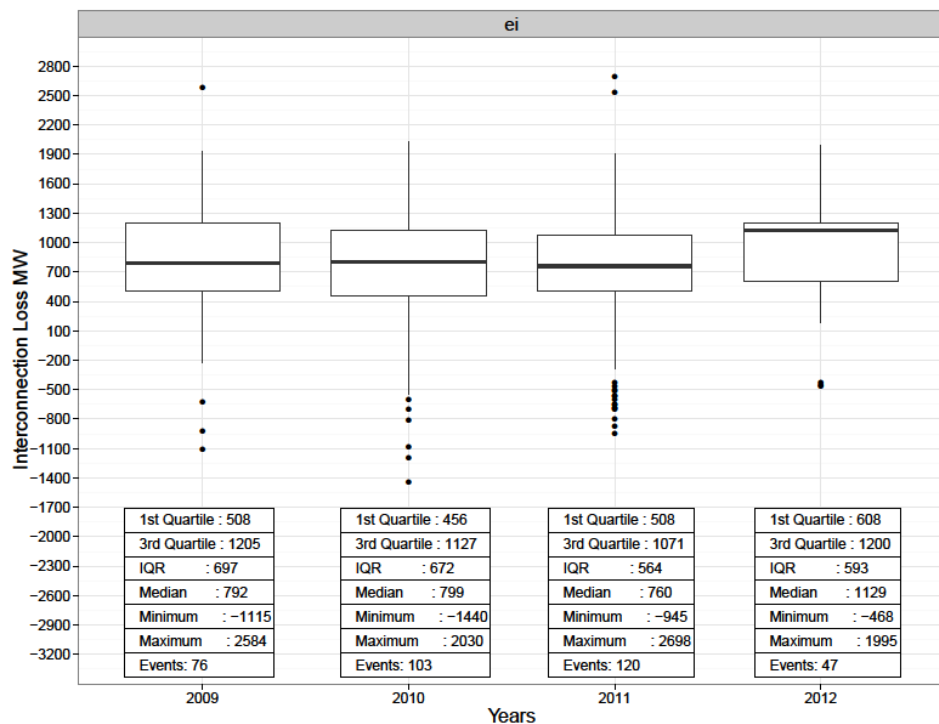 ei
Interconnection Loss MW
2800
2500
2200
1900
1600
1300
1000
700
400
100
−200
−500
−800
−1100
−1400
−1700
−2000
−2300
−2600
−2900
−3200
1st Quartile : 508
3rd Quartile : 1205
IQR : 697
Median : 792
Minimum : −1115
Maximum : 2584
Events: 76
1st Quartile : 456
3rd Quartile : 1127
IQR : 672
Median : 799
Minimum : −1440
Maximum : 2030
Events: 103
1st Quartile : 508
3rd Quartile : 1071
IQR : 564
Median : 760
Minimum : −945
Maximum : 2698
Events: 120
1st Quartile : 608
3rd Quartile : 1200
IQR : 593
Median : 1129
Minimum : −468
Maximum : 1995
Events: 47
2009 2010 2011 2012
Years